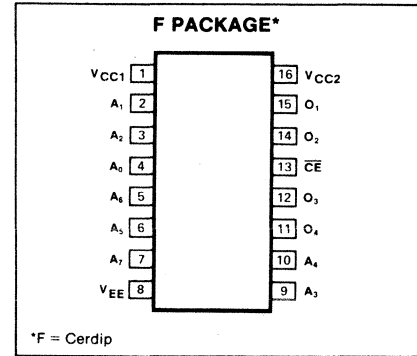 F PACKAGE*
VCC1 1 16 VCC2
A1 2 15 O1
A2 3 14 O2
A0 4 13 C̅E̅
A6 5 12 O3
A5 6 11 O4
A7 7 10 A4
VEE 8 9 A3
*F = Cerdip